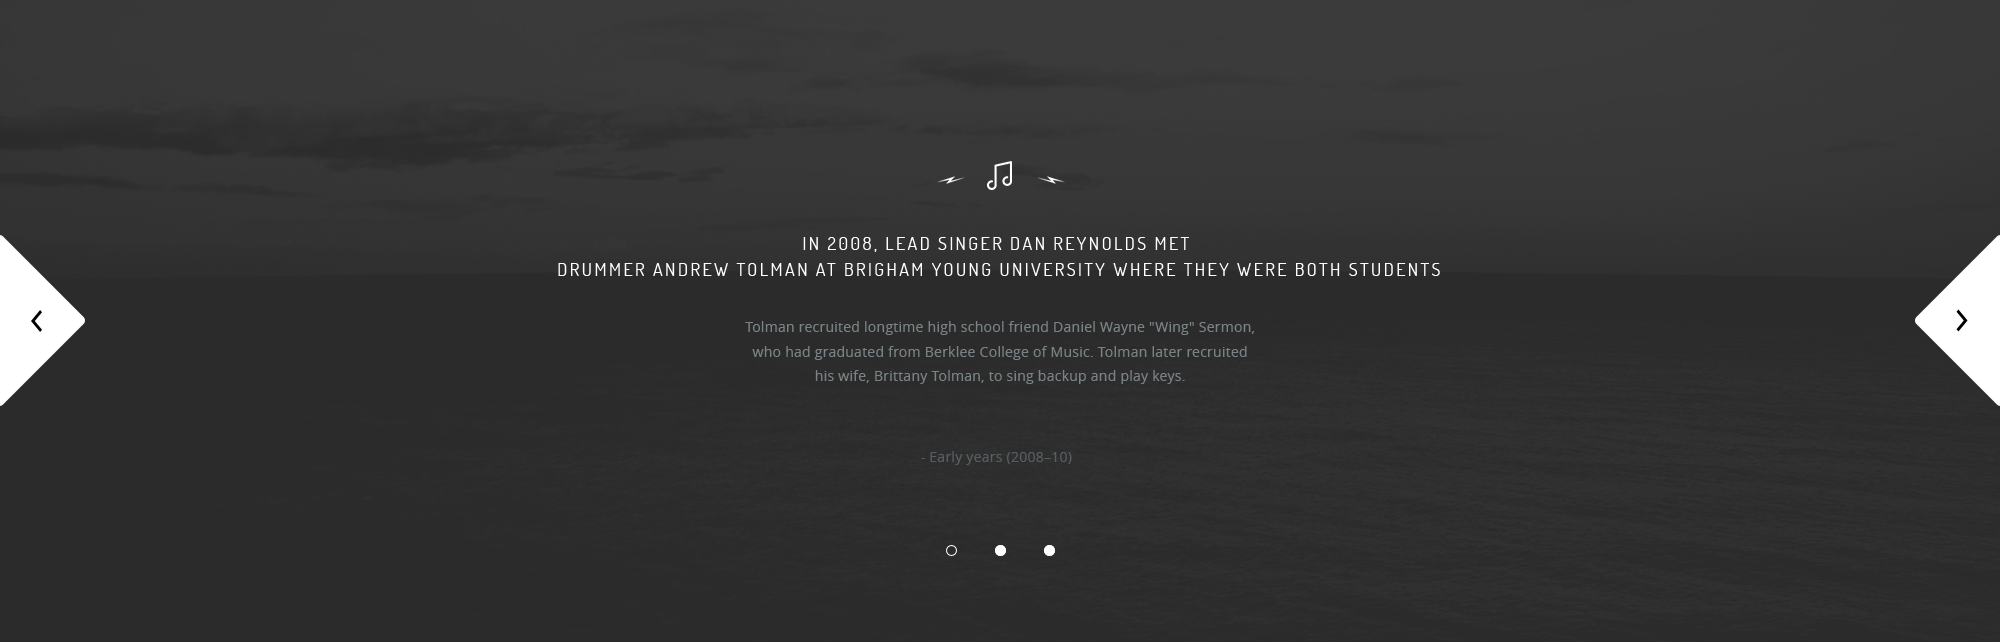 IN 2008, LEAD SINGER DAN REYNOLDS MET
DRUMMER ANDREW TOLMAN AT BRIGHAM YOUNG UNIVERSITY WHERE THEY WERE BOTH STUDENTS
Tolman recruited longtime high school friend Daniel Wayne "Wing" Sermon,
who had graduated from Berklee College of Music. Tolman later recruited
his wife, Brittany Tolman, to sing backup and play keys.
- Early years (2008–10)